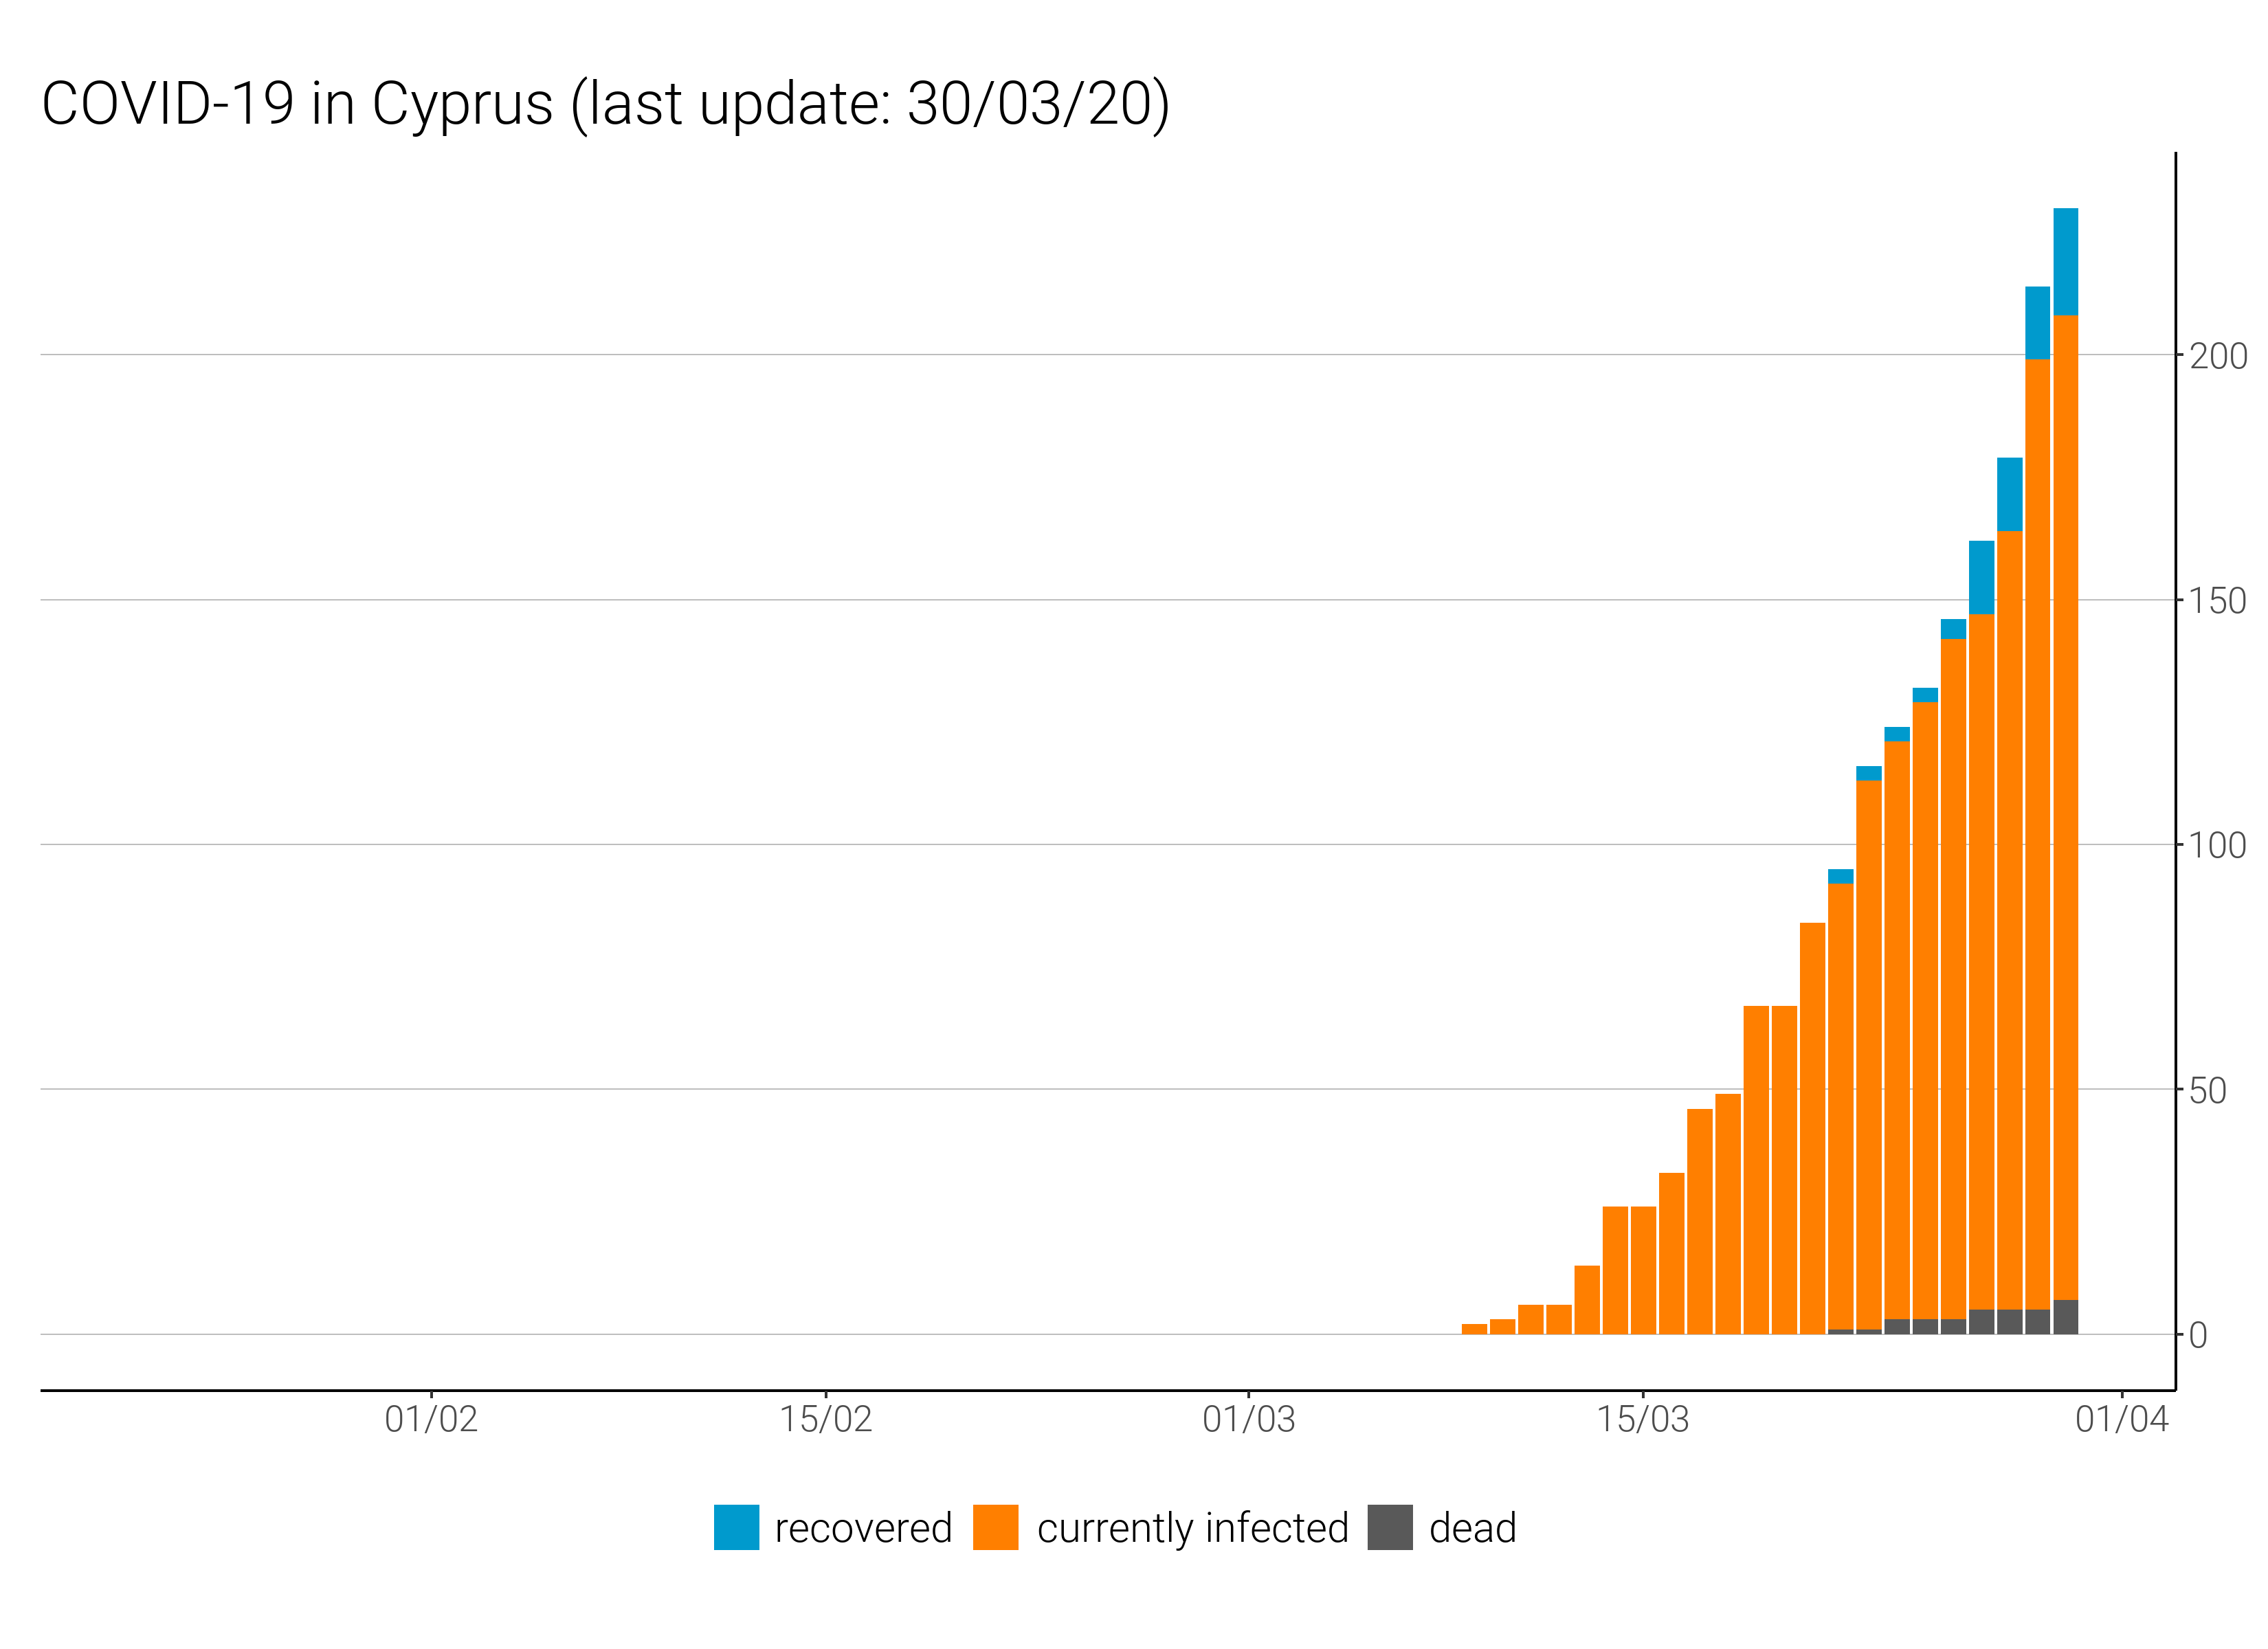 COVID-19 in Cyprus (last update: 30/03/20)
200
150
100
50
0
01/02 15/02 01/03 15/03 01/04
recovered currently infected dead